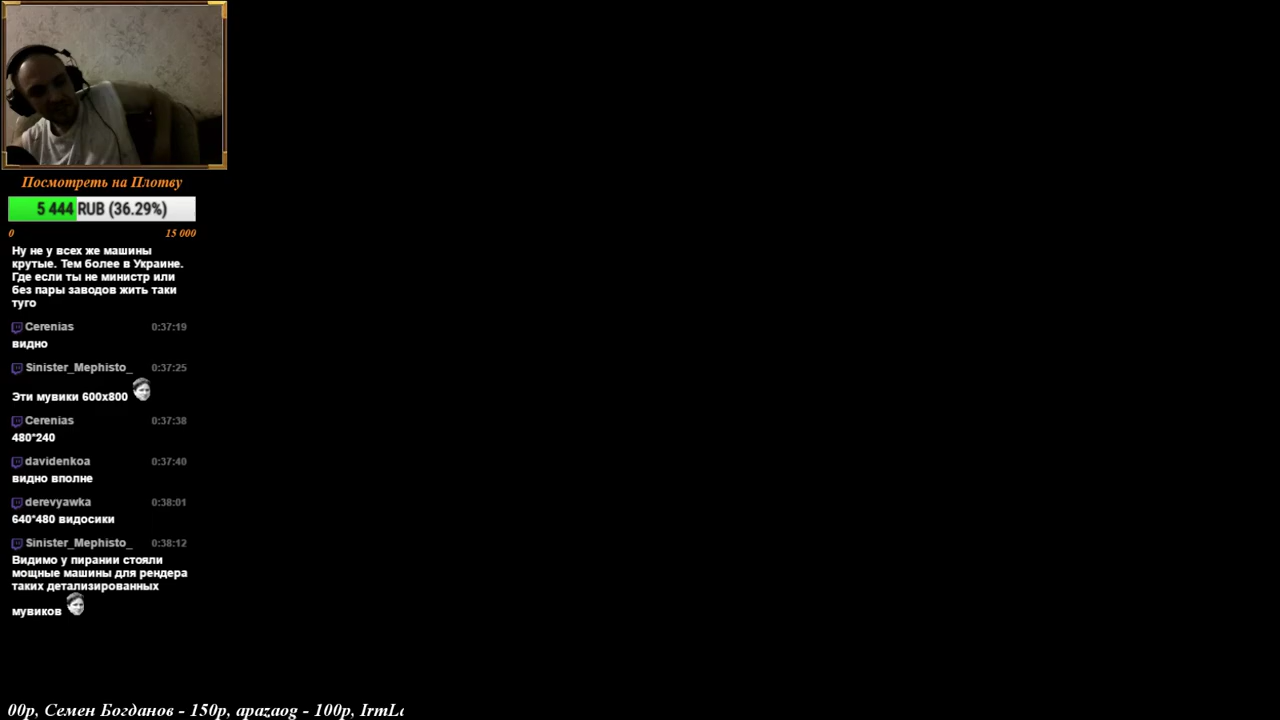 Посмотреть на Плотву
5 444 RUB (36.29%)
0 15 000
Ну не у всех же машины
крутые. Тем более в Украине.
Где если ты не министр или
без пары заводов жить таки
туго
Cerenias 0:37:19
видно
Sinister_Mephisto_ 0:37:25
Эти мувики 600x800
Cerenias 0:37:38
480*240
davidenkoa 0:37:40
видно вполне
derevyawka 0:38:01
640*480 видосики
Sinister_Mephisto_ 0:38:12
Видимо у пирании стояли
мощные машины для рендера
таких детализированных
мувиков
00р, Семен Богданов - 150р, apazaog - 100р, IrmL